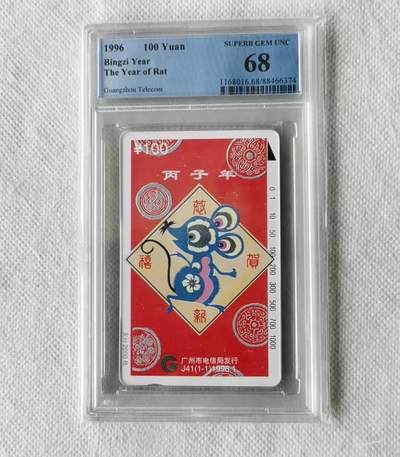 1996 100 Yuan
Bingzi Year
The Year of Rat
Guangzhou Telecom
SUPERB GEM UNC
68
1168016.68/88466374
¥100
丙子年
恭
禧 賀
新
0
1
10
50
100
200
300
500
700
1000
G
广州市电信局发行
J41(1-1)1996.1